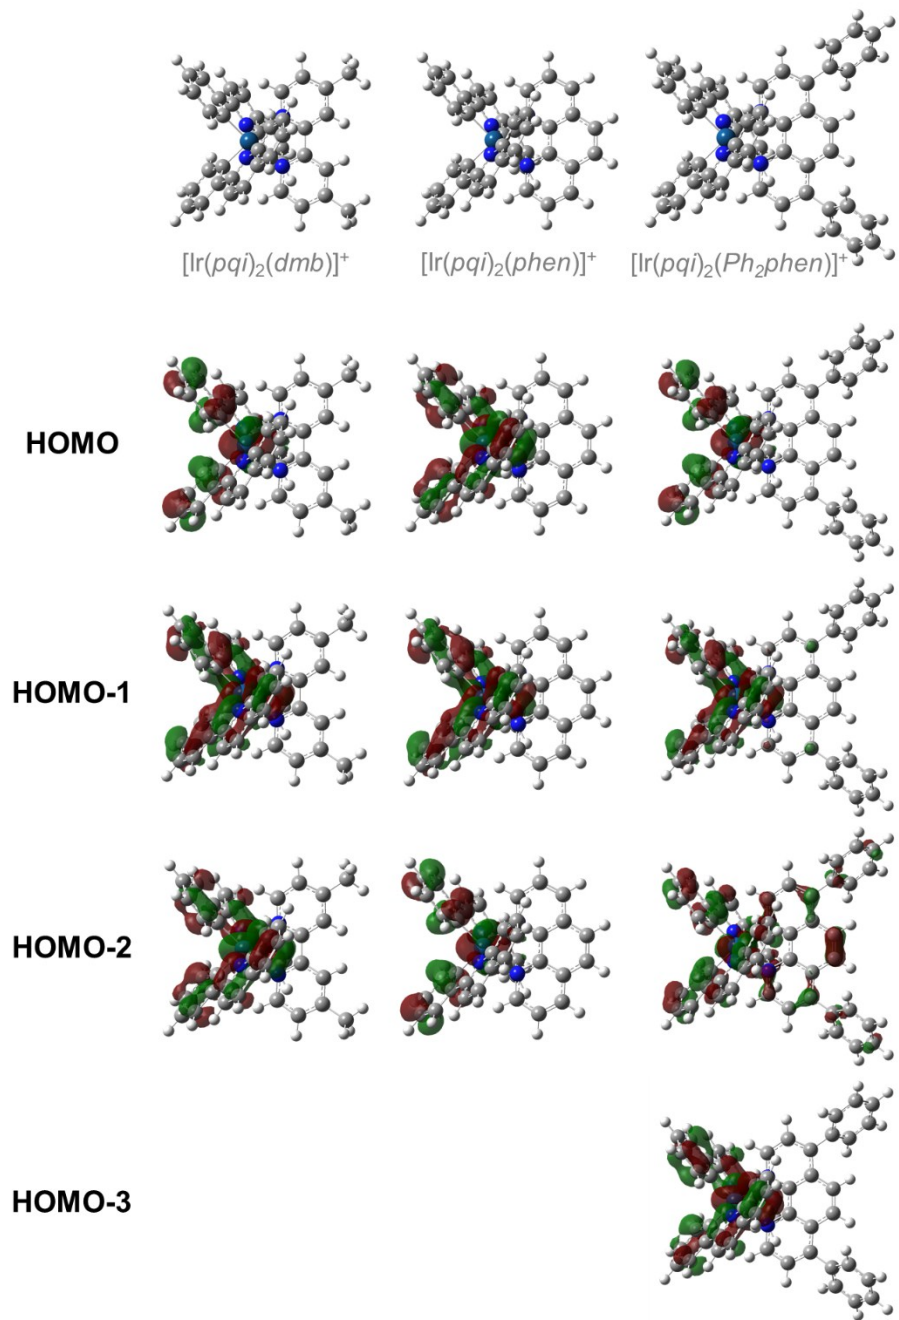 [Ir(pqi)₂(dmb)]⁺ [Ir(pqi)₂(phen)]⁺ [Ir(pqi)₂(Ph₂phen)]⁺
HOMO
HOMO-1
HOMO-2
HOMO-3